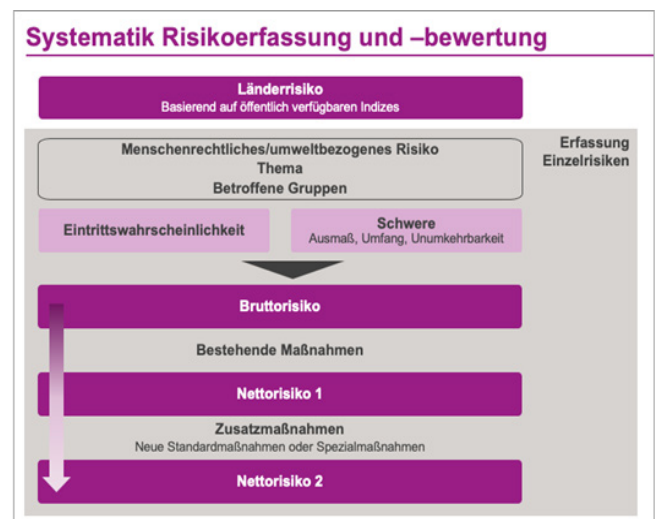 Systematik Risikoerfassung und –bewertung
Länderrisiko
Basierend auf öffentlich verfügbaren Indizes
Erfassung
Einzelrisiken
Menschenrechtliches/umweltbezogenes Risiko
Thema
Betroffene Gruppen
Eintrittswahrscheinlichkeit
Schwere
Ausmaß, Umfang, Unumkehrbarkeit
Bruttorisiko
Bestehende Maßnahmen
Nettorisiko 1
Zusatzmaßnahmen
Neue Standardmaßnahmen oder Spezialmaßnahmen
Nettorisiko 2